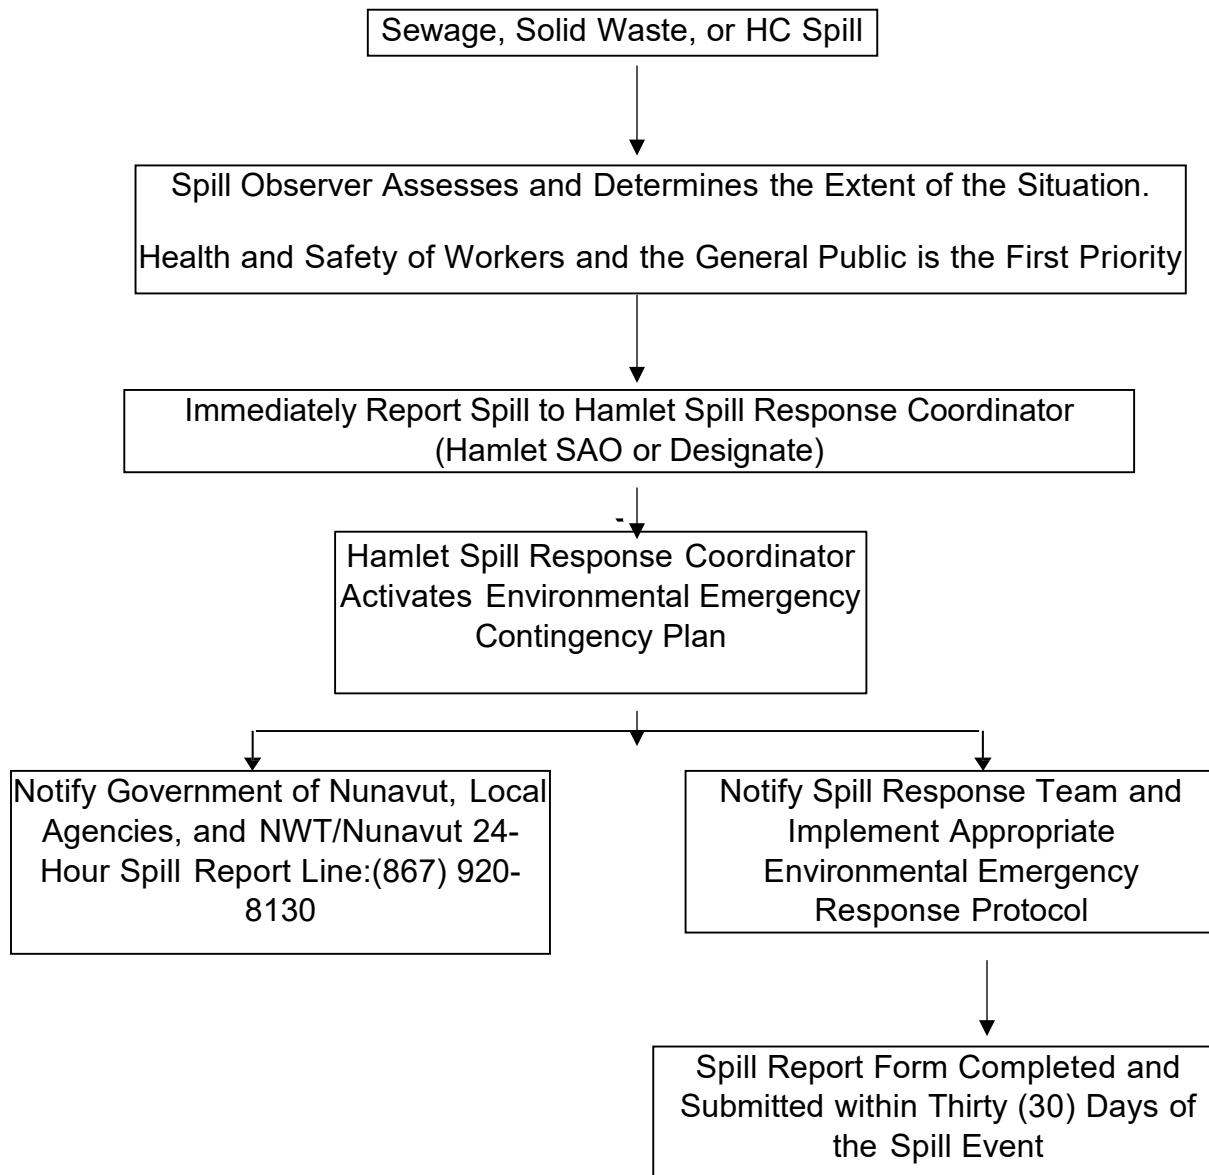 Sewage, Solid Waste, or HC Spill
Spill Observer Assesses and Determines the Extent of the Situation.
Health and Safety of Workers and the General Public is the First Priority
Immediately Report Spill to Hamlet Spill Response Coordinator
(Hamlet SAO or Designate)
Hamlet Spill Response Coordinator
Activates Environmental Emergency
Contingency Plan
Notify Government of Nunavut, Local
Agencies, and NWT/Nunavut 24-
Hour Spill Report Line:(867) 920-
8130
Notify Spill Response Team and
Implement Appropriate
Environmental Emergency
Response Protocol
Spill Report Form Completed and
Submitted within Thirty (30) Days of
the Spill Event